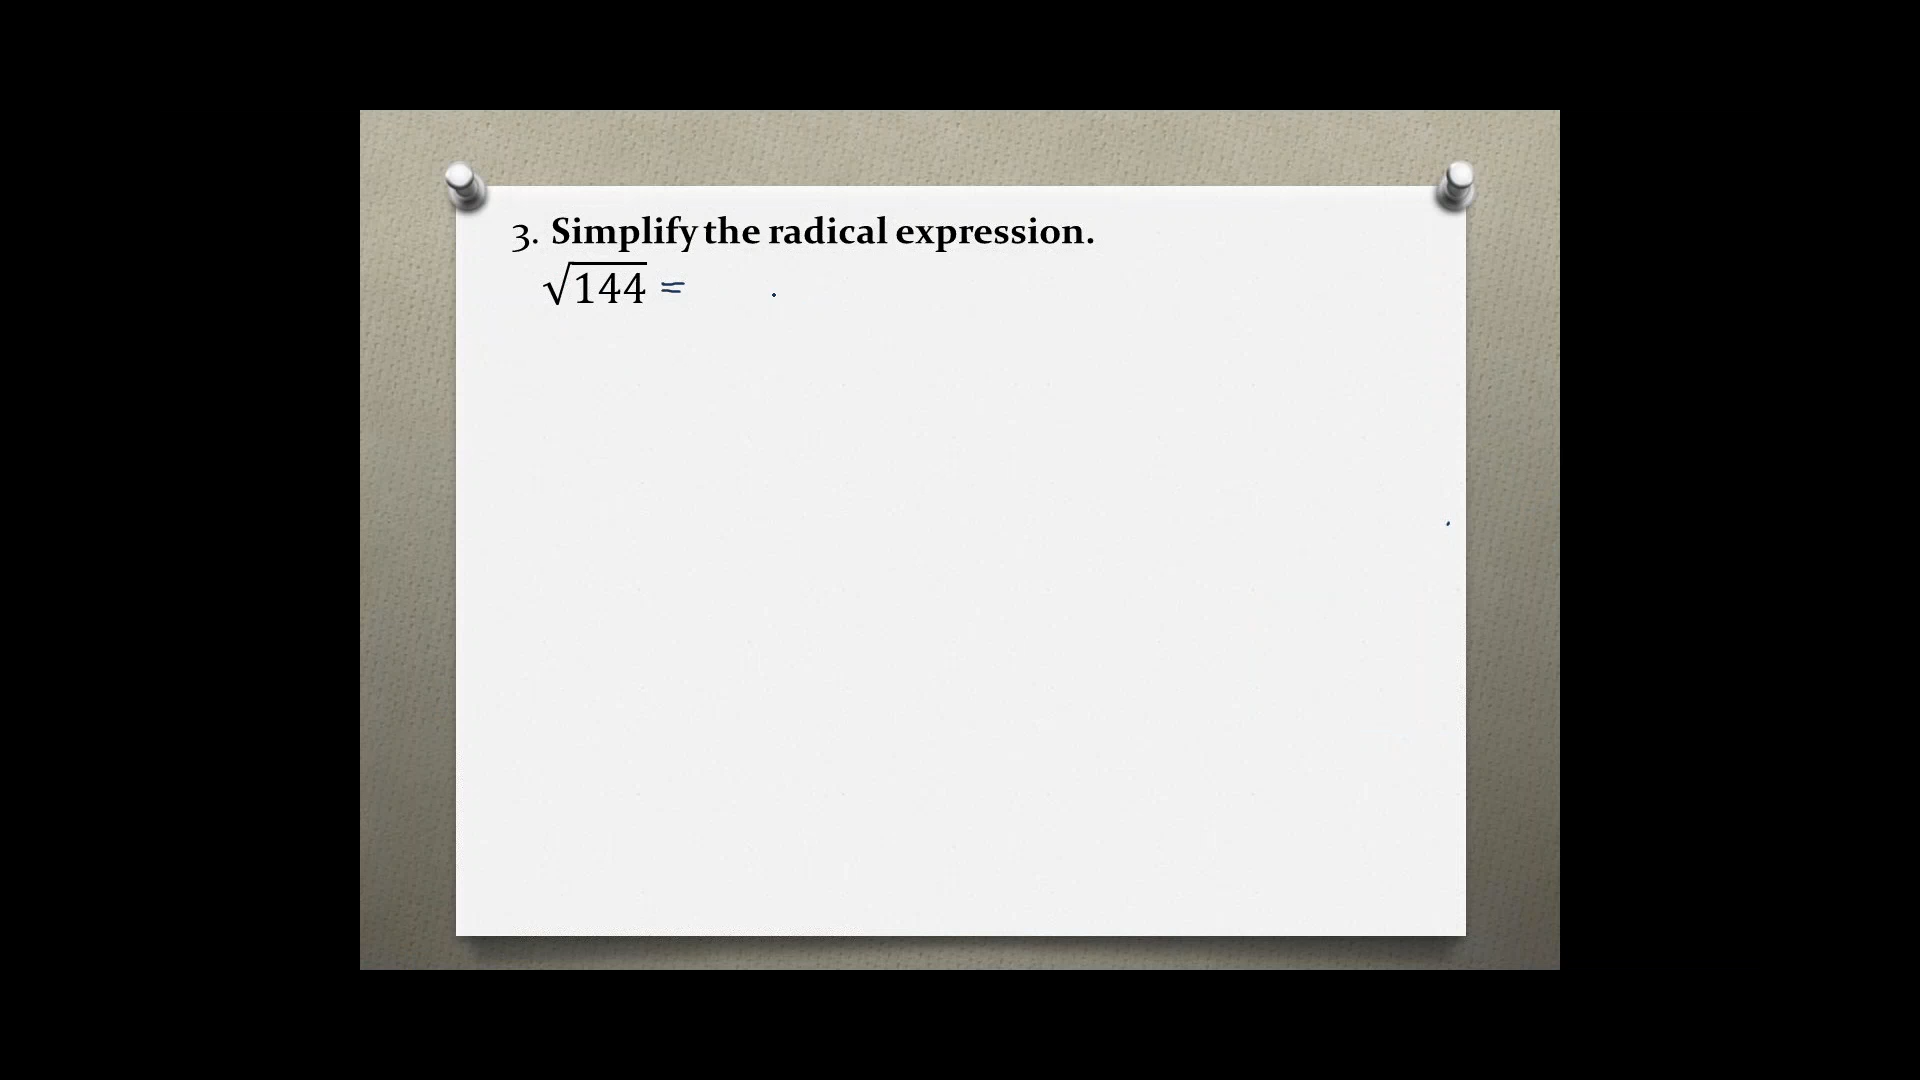 3. Simplify the radical expression.
√144 =